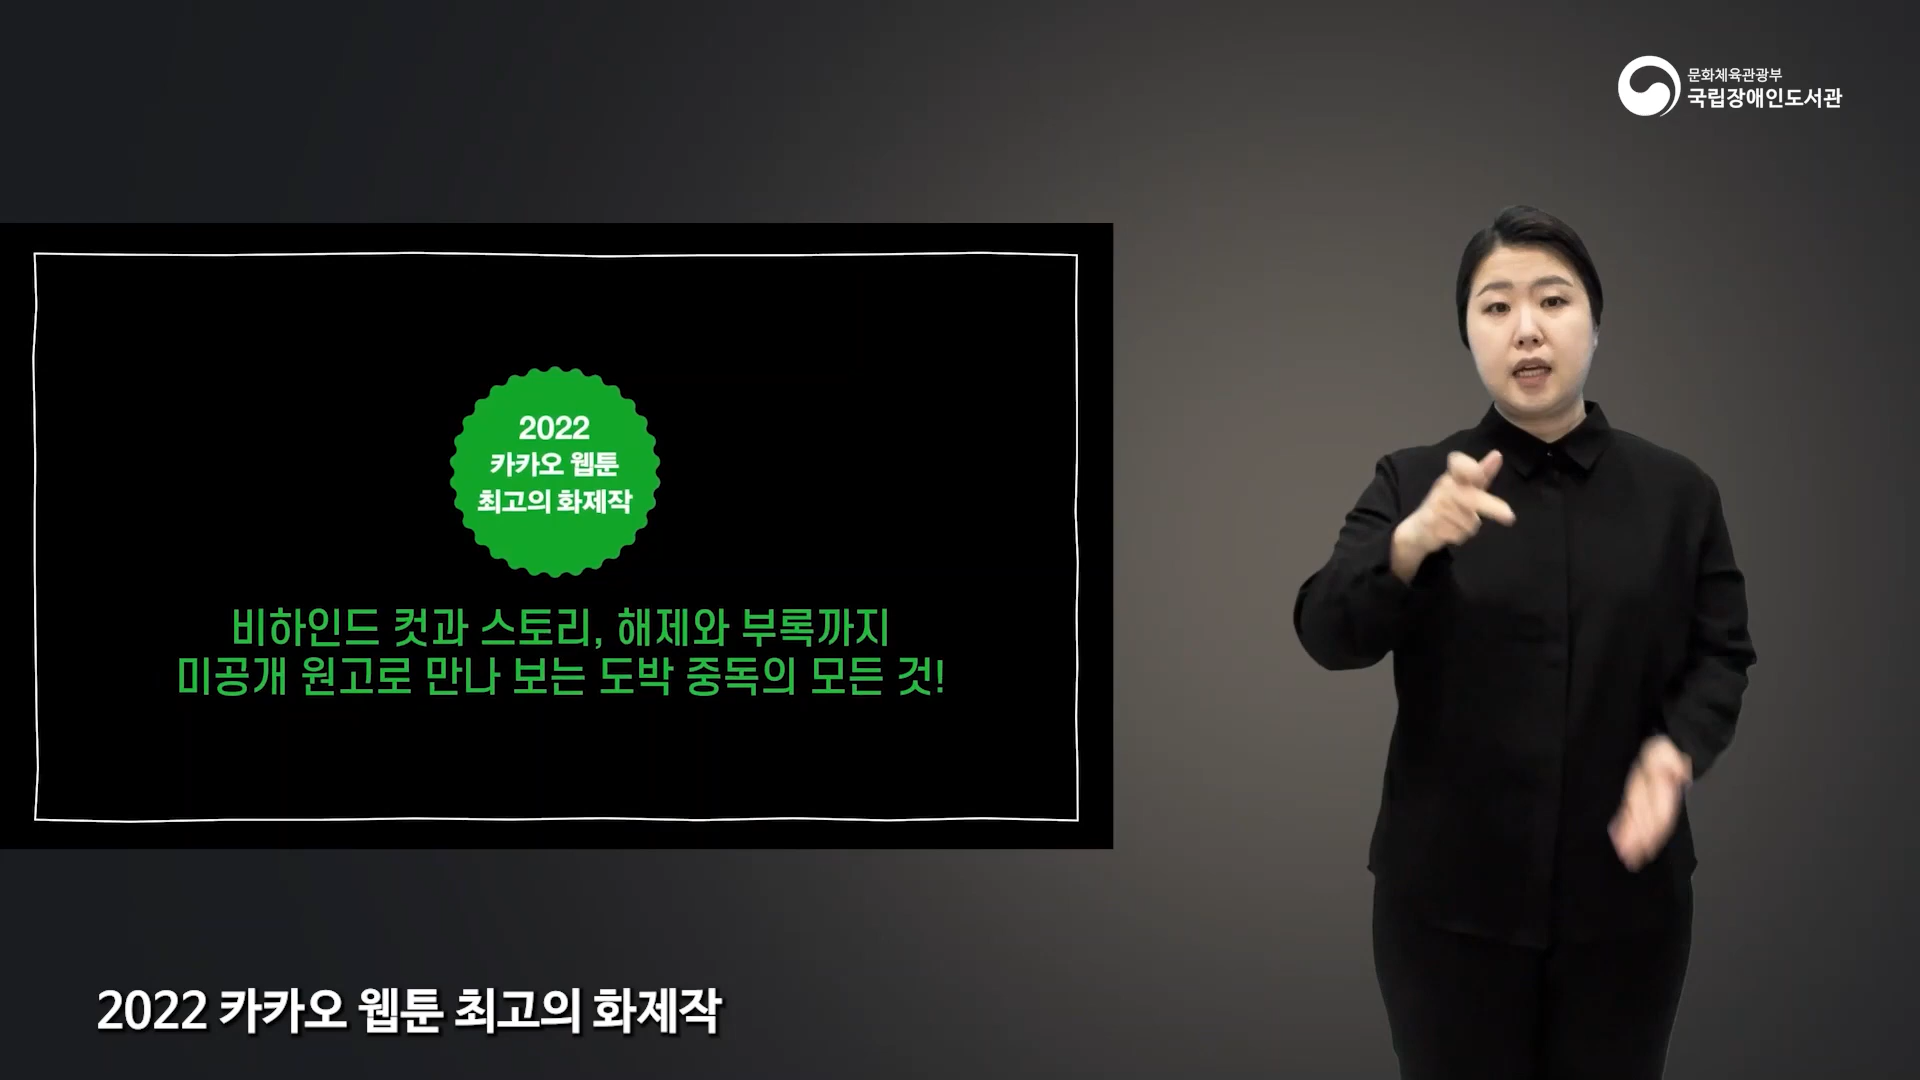 문화체육관광부
국립장애인도서관
2022
카카오 웹툰
최고의 화제작
비하인드 컷과 스토리, 해제와 부록까지
미공개 원고로 만나 보는 도박 중독의 모든 것!
2022 카카오 웹툰 최고의 화제작